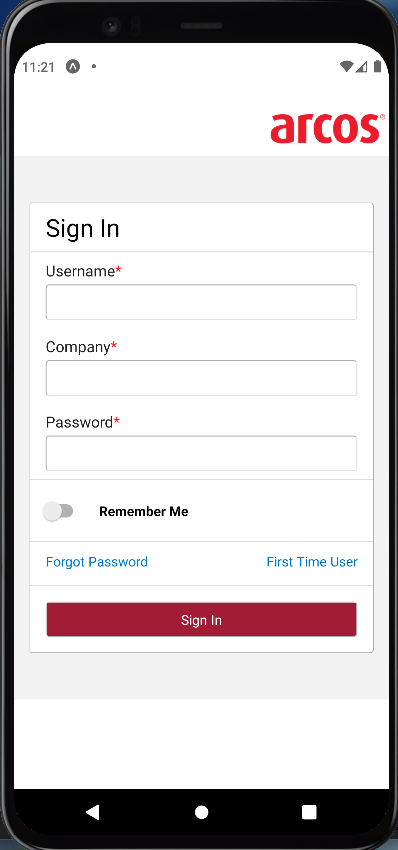 11:21
arcos®
Sign In
Username*
Company*
Password*
Remember Me
Forgot Password First Time User
Sign In